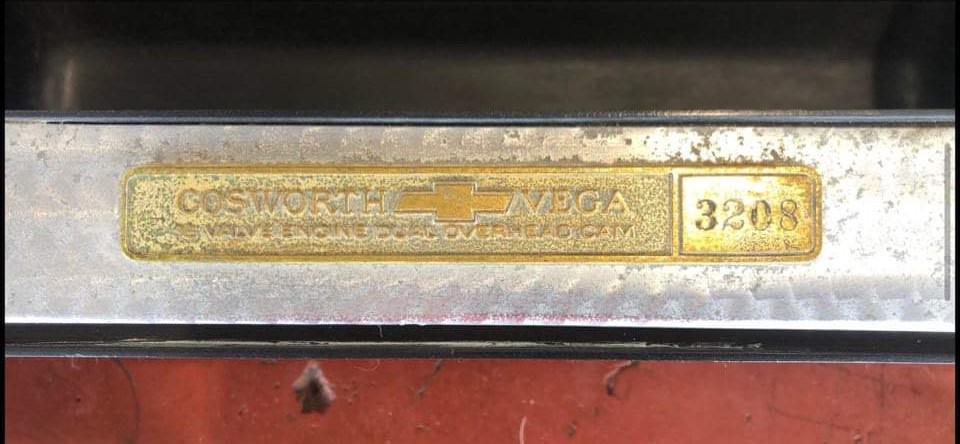 COSWORTH VEGA 3208
16 VALVE ENGINE DUAL OVERHEAD CAM